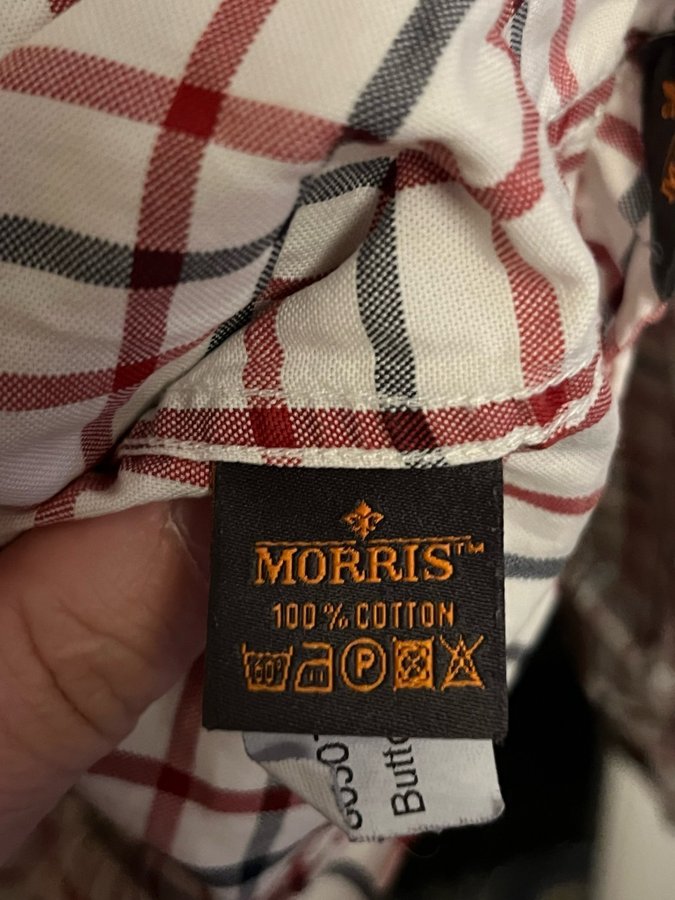 MORRIS™
100% COTTON
60° P
Butto